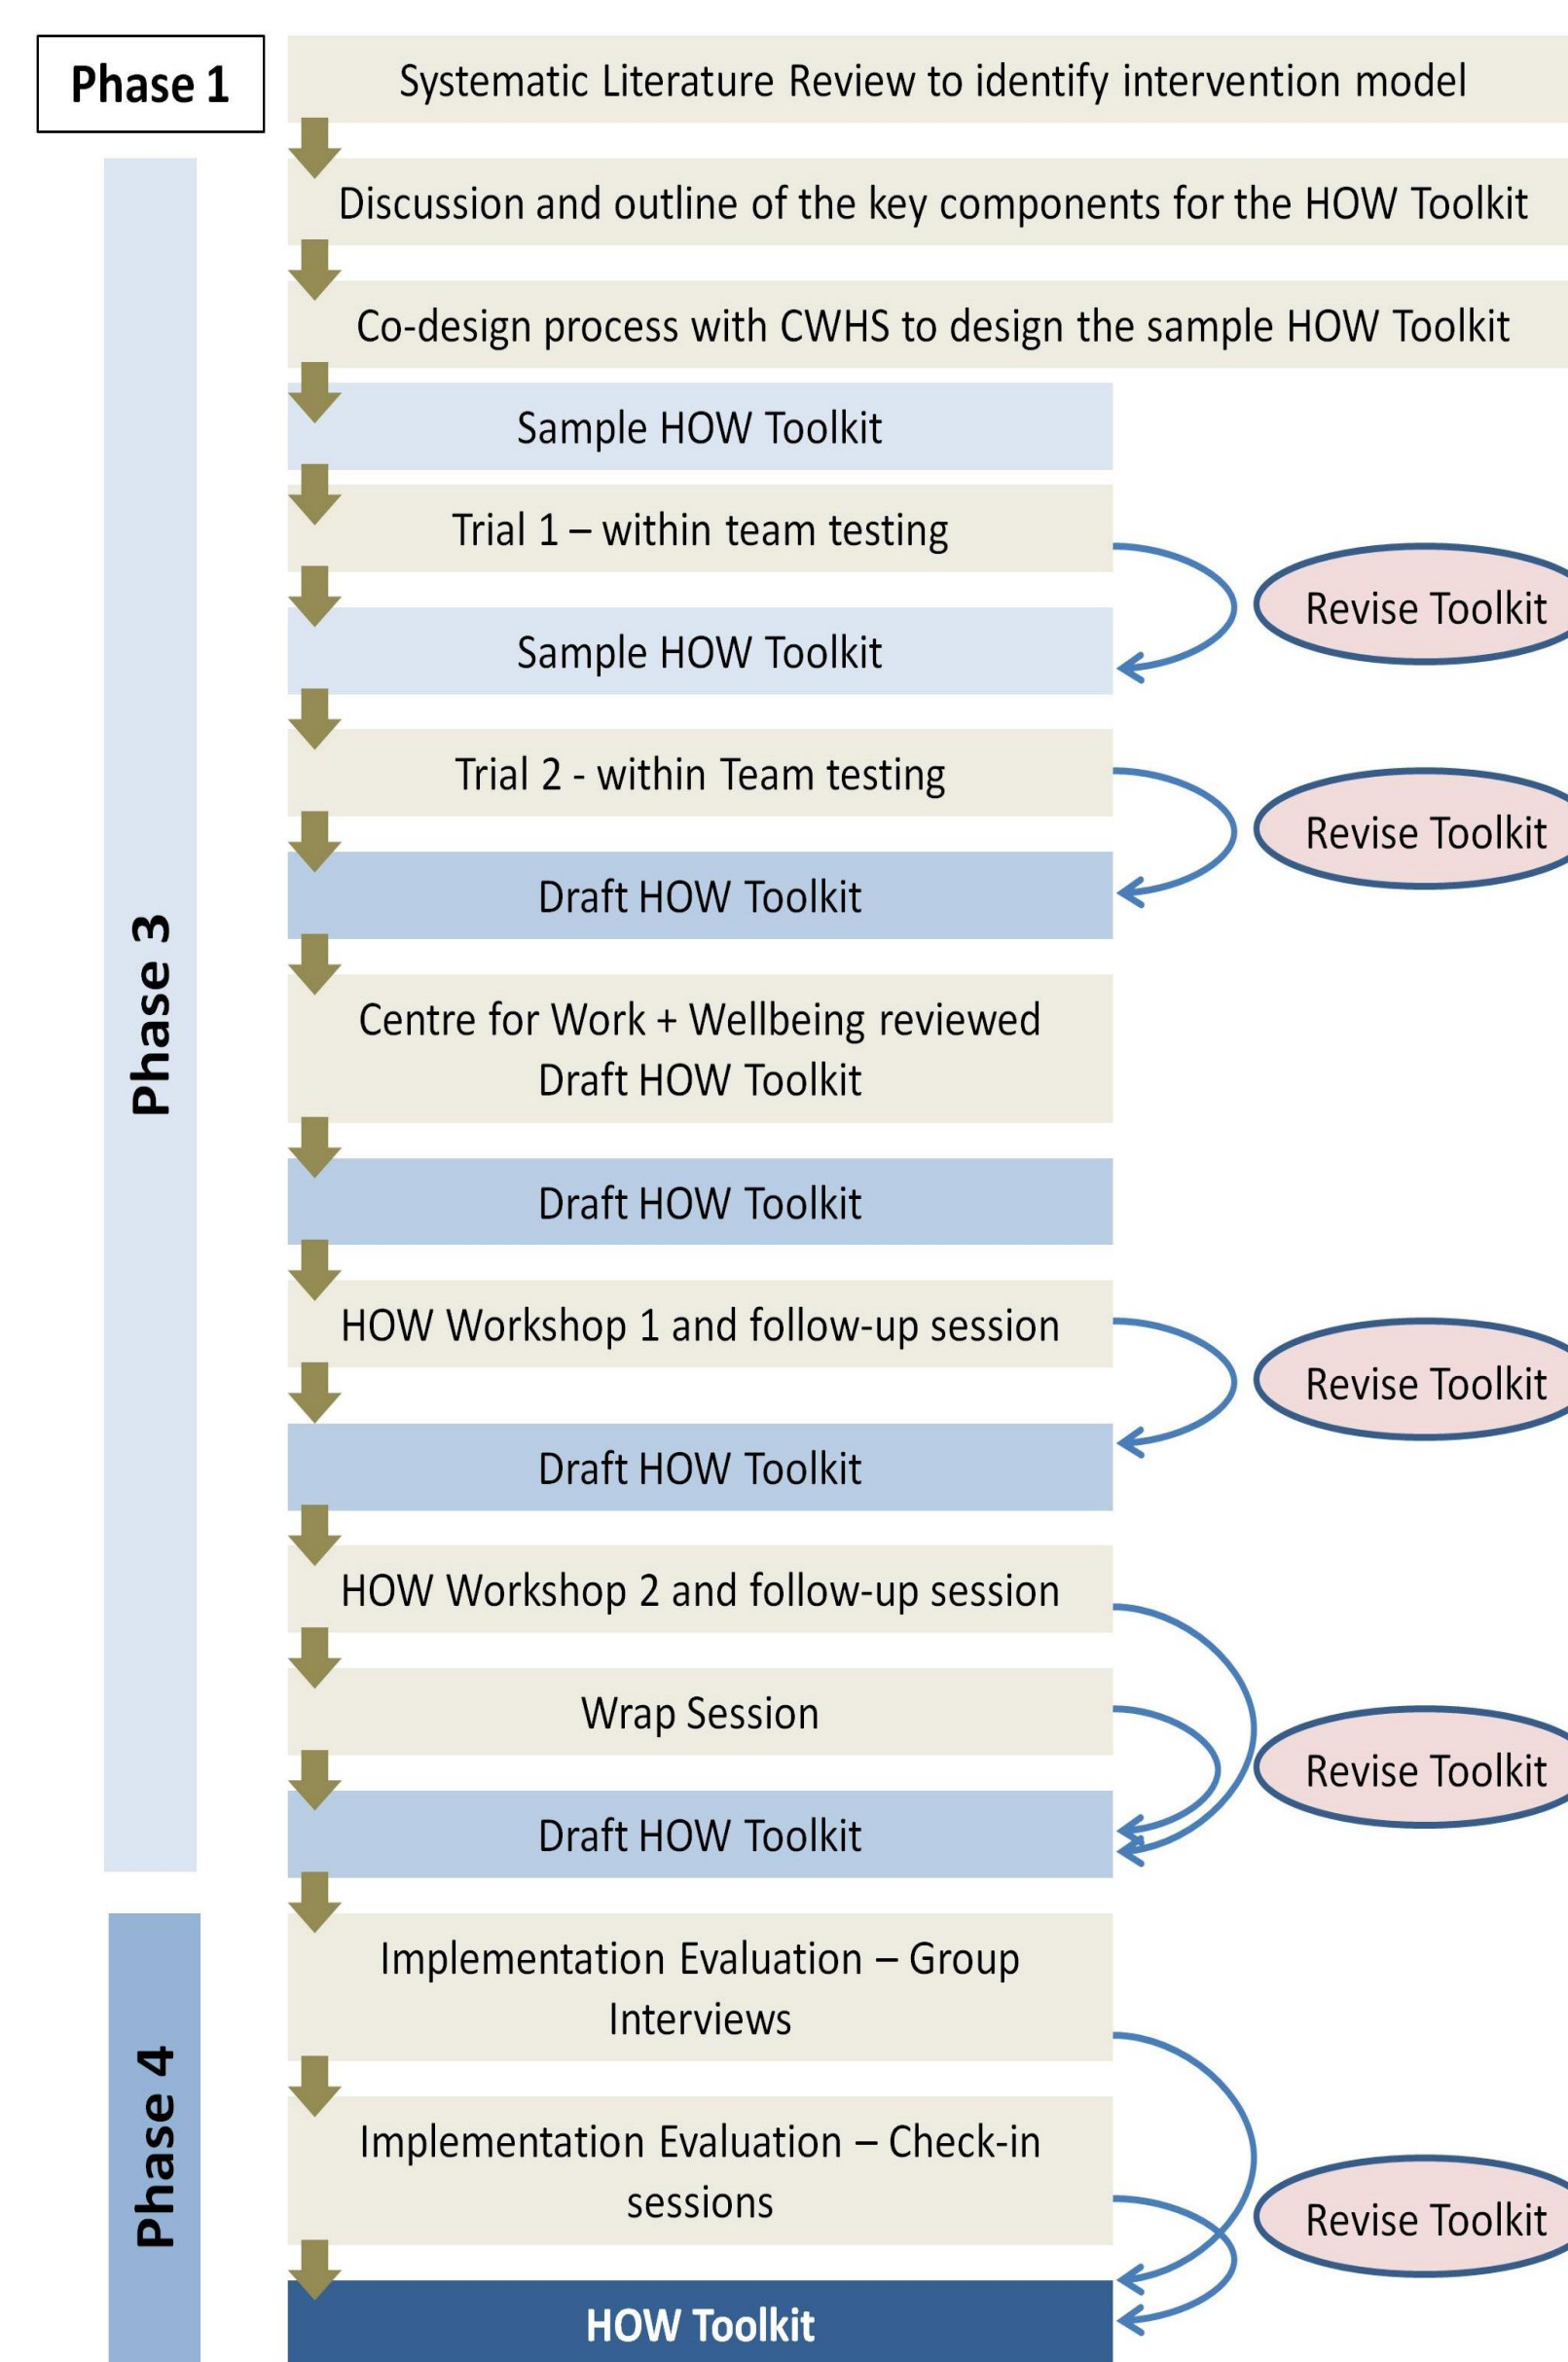 Phase 1
Systematic Literature Review to identify intervention model
Discussion and outline of the key components for the HOW Toolkit
Co-design process with CWHS to design the sample HOW Toolkit
Sample HOW Toolkit
Trial 1 – within team testing
Revise Toolkit
Sample HOW Toolkit
Trial 2 - within Team testing
Revise Toolkit
Draft HOW Toolkit
Phase 3
Centre for Work + Wellbeing reviewed
Draft HOW Toolkit
Draft HOW Toolkit
HOW Workshop 1 and follow-up session
Revise Toolkit
Draft HOW Toolkit
HOW Workshop 2 and follow-up session
Wrap Session
Revise Toolkit
Draft HOW Toolkit
Phase 4
Implementation Evaluation – Group
Interviews
Implementation Evaluation – Check-in
sessions
Revise Toolkit
HOW Toolkit